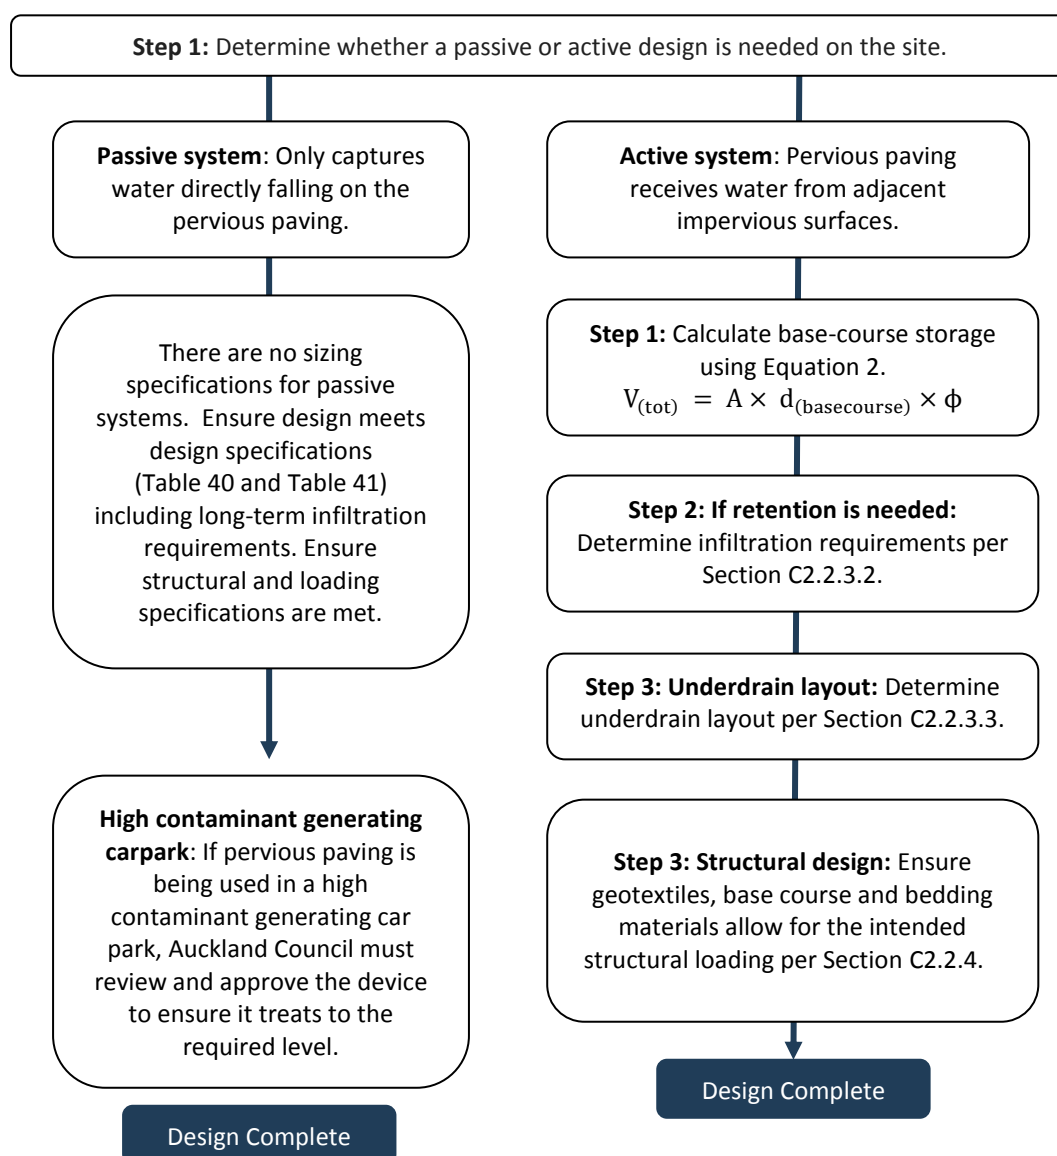 Step 1: Determine whether a passive or active design is needed on the site.
Passive system: Only captures
water directly falling on the
pervious paving.
There are no sizing
specifications for passive
systems.  Ensure design meets
design specifications
(Table 40 and Table 41)
including long-term infiltration
requirements. Ensure
structural and loading
specifications are met.
High contaminant generating
carpark: If pervious paving is
being used in a high
contaminant generating car
park, Auckland Council must
review and approve the device
to ensure it treats to the
required level.
Design Complete
Active system: Pervious paving
receives water from adjacent
impervious surfaces.
Step 1: Calculate base-course storage
using Equation 2.
V(tot) = A × d(basecourse) × ϕ
Step 2: If retention is needed:
Determine infiltration requirements per
Section C2.2.3.2.
Step 3: Underdrain layout: Determine
underdrain layout per Section C2.2.3.3.
Step 3: Structural design: Ensure
geotextiles, base course and bedding
materials allow for the intended
structural loading per Section C2.2.4.
Design Complete